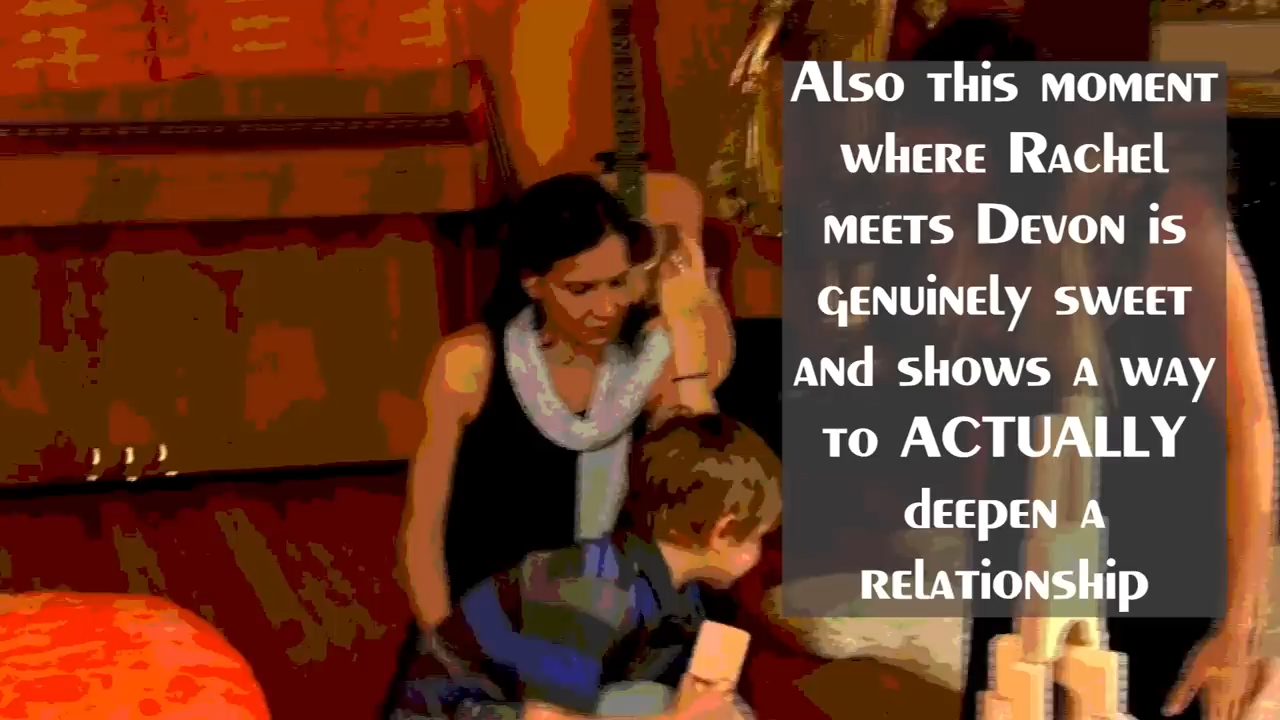 Also this moment
where Rachel
meets Devon is
genuinely sweet
and shows a way
to ACTUALLY
deepen a
relationship